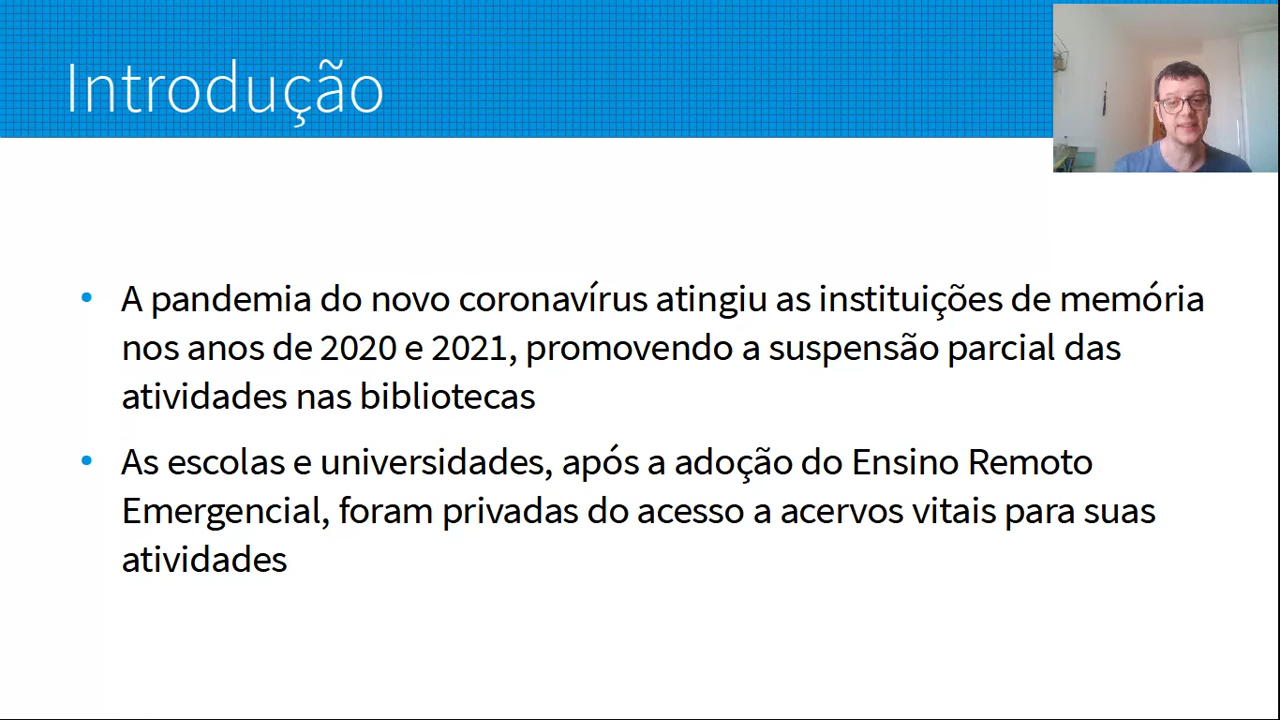 Introdução
• A pandemia do novo coronavírus atingiu as instituições de memória
nos anos de 2020 e 2021, promovendo a suspensão parcial das
atividades nas bibliotecas
• As escolas e universidades, após a adoção do Ensino Remoto
Emergencial, foram privadas do acesso a acervos vitais para suas
atividades